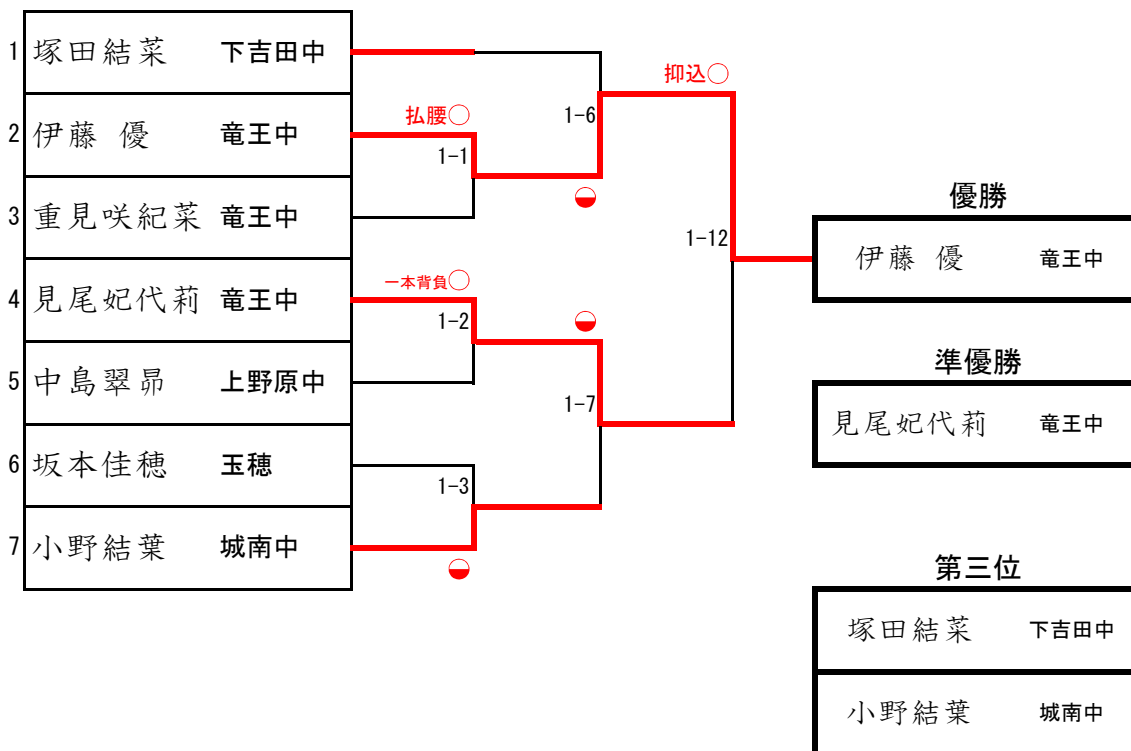 1 塚田結菜 下吉田中
2 伊藤 優 竜王中
3 重見咲紀菜 竜王中
4 見尾妃代莉 竜王中
5 中島翠昴 上野原中
6 坂本佳穂 玉穂
7 小野結葉 城南中
払腰○
1-1
一本背負○
1-2
1-3
1-6
1-7
抑込○
1-12
優勝
伊藤 優 竜王中
準優勝
見尾妃代莉 竜王中
第三位
塚田結菜 下吉田中
小野結葉 城南中